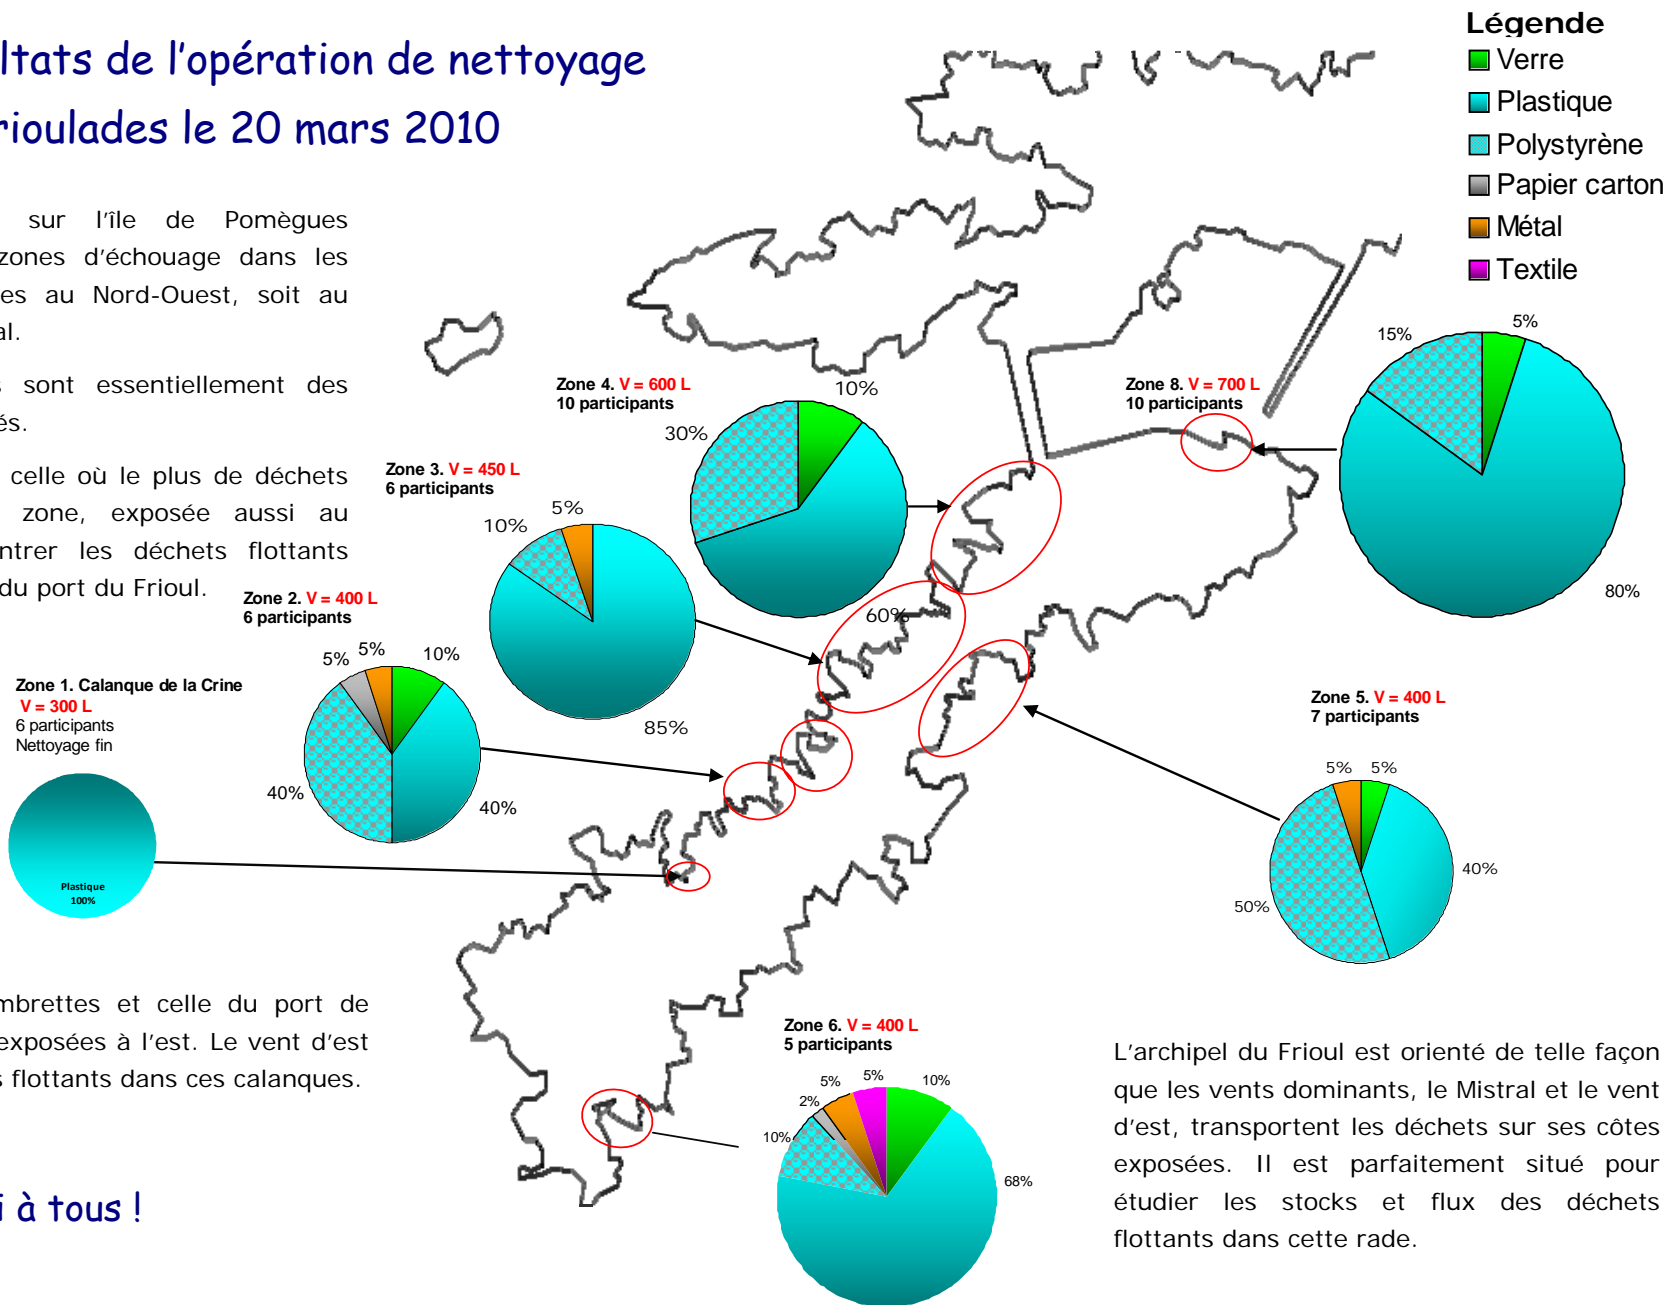 ltats de l'opération de nettoyage
rioulades le 20 mars 2010
sur l'île de Pomègues
zones d'échouage dans les
es au Nord-Ouest, soit au
al.
s sont essentiellement des
és.
celle où le plus de déchets
zone, exposée aussi au
ntrer les déchets flottants
du port du Frioul.
Légende
Verre
Plastique
Polystyrène
Papier carton
Métal
Textile
Zone 4. V = 600 L
10 participants
10%
30%
60%
Zone 8. V = 700 L
10 participants
15%
5%
80%
Zone 3. V = 450 L
6 participants
10%
5%
85%
Zone 2. V = 400 L
6 participants
5%
5%
10%
40%
40%
Zone 1. Calanque de la Crine
V = 300 L
6 participants
Nettoyage fin
Plastique
100%
Zone 5. V = 400 L
7 participants
5%
5%
40%
50%
Zone 6. V = 400 L
5 participants
5%
5%
10%
2%
10%
68%
mbrettes et celle du port de
exposées à l'est. Le vent d'est
s flottants dans ces calanques.
i à tous !
L'archipel du Frioul est orienté de telle façon
que les vents dominants, le Mistral et le vent
d'est, transportent les déchets sur ses côtes
exposées. Il est parfaitement situé pour
étudier les stocks et flux des déchets
flottants dans cette rade.